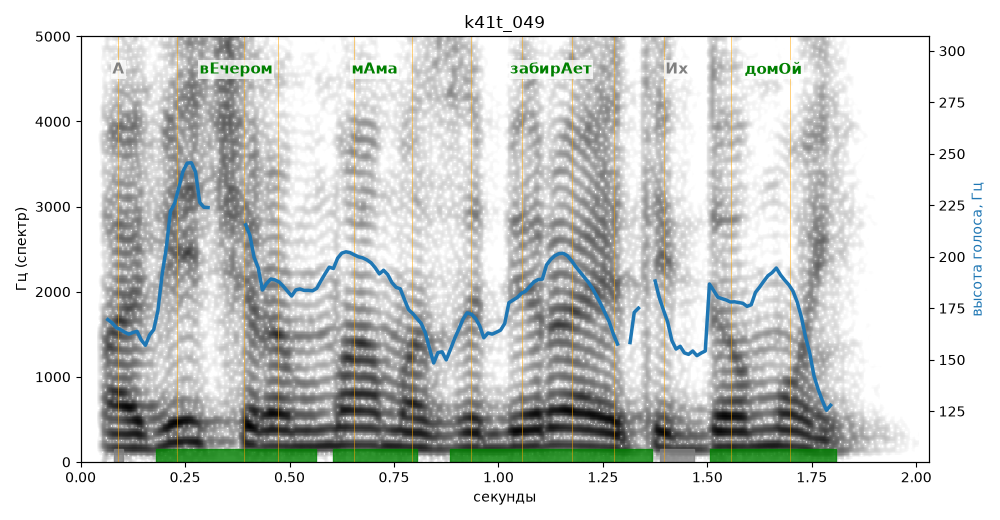 k41t_049
5000
4000
3000
2000
1000
0
Гц (спектр)
А
вЕчером
мАма
забирАет
Их
домОй
300
275
250
225
200
175
150
125
высота голоса, Гц
0.00 0.25 0.50 0.75 1.00 1.25 1.50 1.75 2.00
секунды